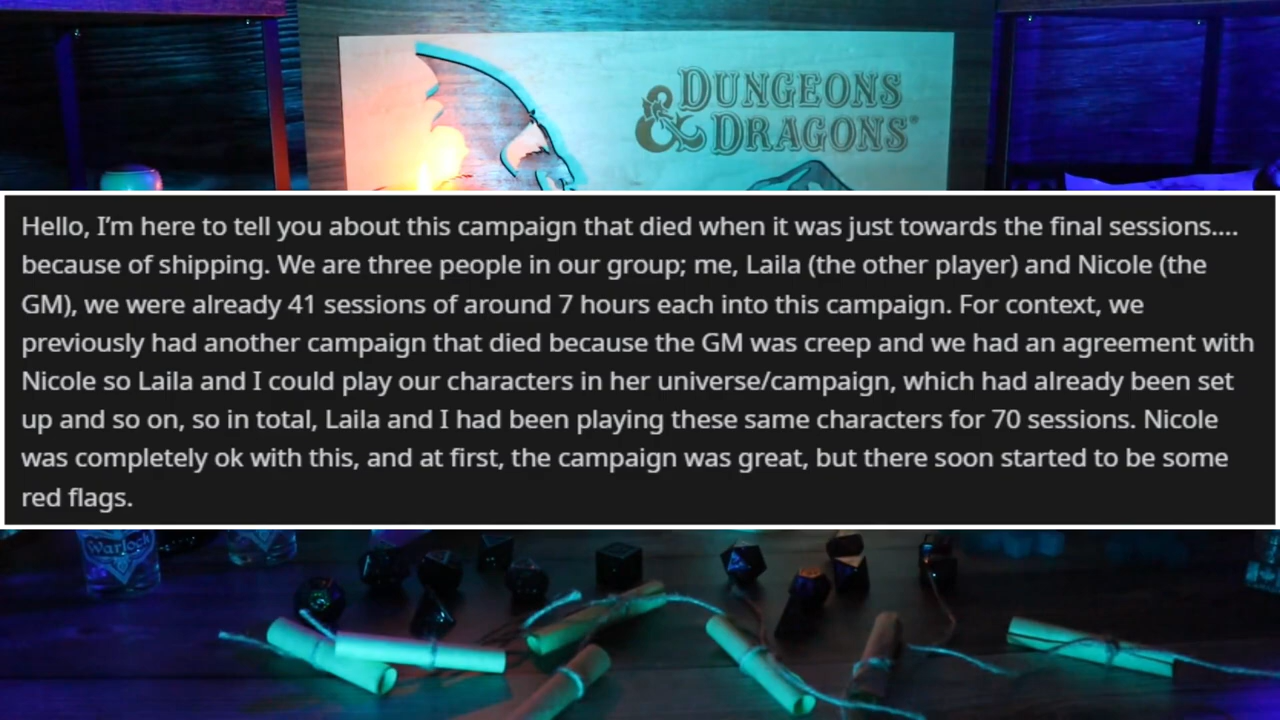 DUNGEONS
& DRAGONS®
Hello, I’m here to tell you about this campaign that died when it was just towards the final sessions....
because of shipping. We are three people in our group; me, Laila (the other player) and Nicole (the
GM), we were already 41 sessions of around 7 hours each into this campaign. For context, we
previously had another campaign that died because the GM was creep and we had an agreement with
Nicole so Laila and I could play our characters in her universe/campaign, which had already been set
up and so on, so in total, Laila and I had been playing these same characters for 70 sessions. Nicole
was completely ok with this, and at first, the campaign was great, but there soon started to be some
red flags.
Warlock